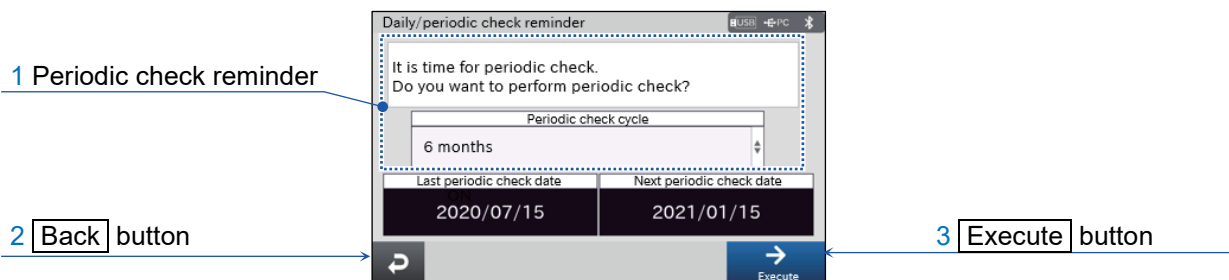 Daily/periodic check reminder
USB PC
1 Periodic check reminder
It is time for periodic check.
Do you want to perform periodic check?
Periodic check cycle
6 months
Last periodic check date
Next periodic check date
2020/07/15
2021/01/15
2 Back button
3 Execute button
Execute